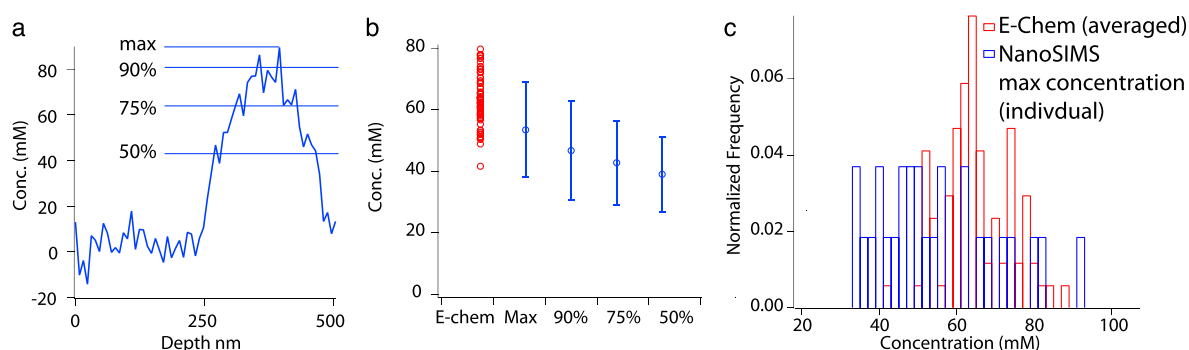 a
max
90%
75%
50%
80
60
40
20
0
-20
Conc. (mM)
0
250
500
Depth nm
b
80
60
40
20
0
Conc. (mM)
E-chem
Max
90%
75%
50%
c
E-Chem (averaged)
NanoSIMS
max concentration
(indivdual)
0.06
0.04
0.02
0.00
Normalized Frequency
20
40
60
80
100
Concentration (mM)